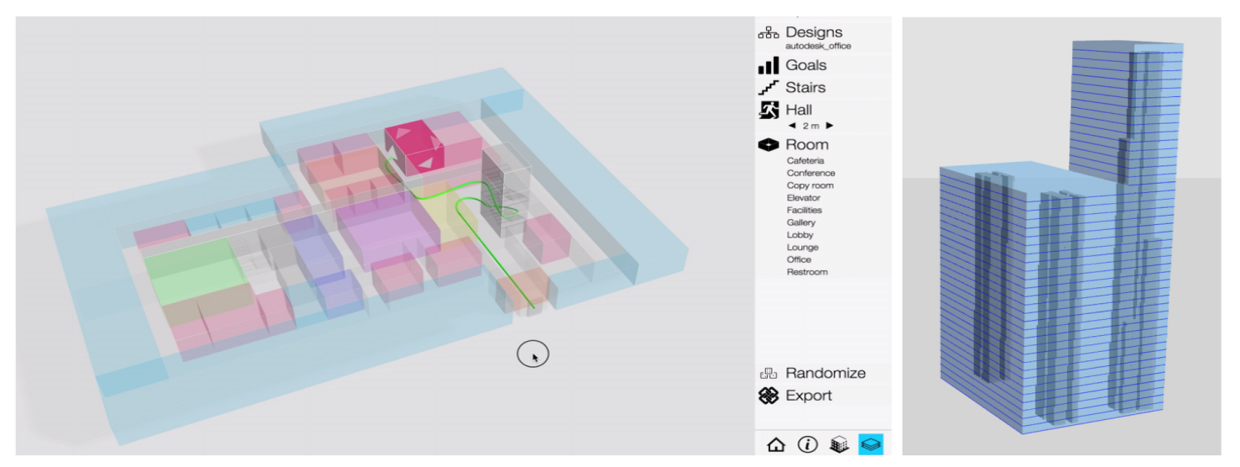 Designs
autodesk_office
Goals
Stairs
Hall
◄ 2 m ►
Room
Cafeteria
Conference
Copy room
Elevator
Facilities
Gallery
Lobby
Lounge
Office
Restroom
Randomize
Export